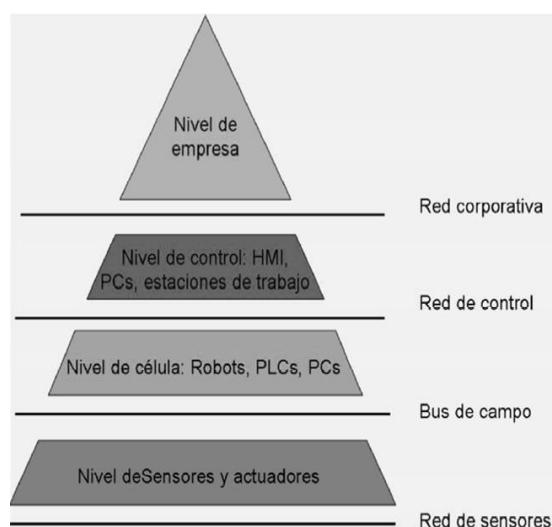 Nivel de
empresa
Red corporativa
Nivel de control: HMI,
PCs, estaciones de trabajo
Red de control
Nivel de célula: Robots, PLCs, PCs
Bus de campo
Nivel deSensores y actuadores
Red de sensores